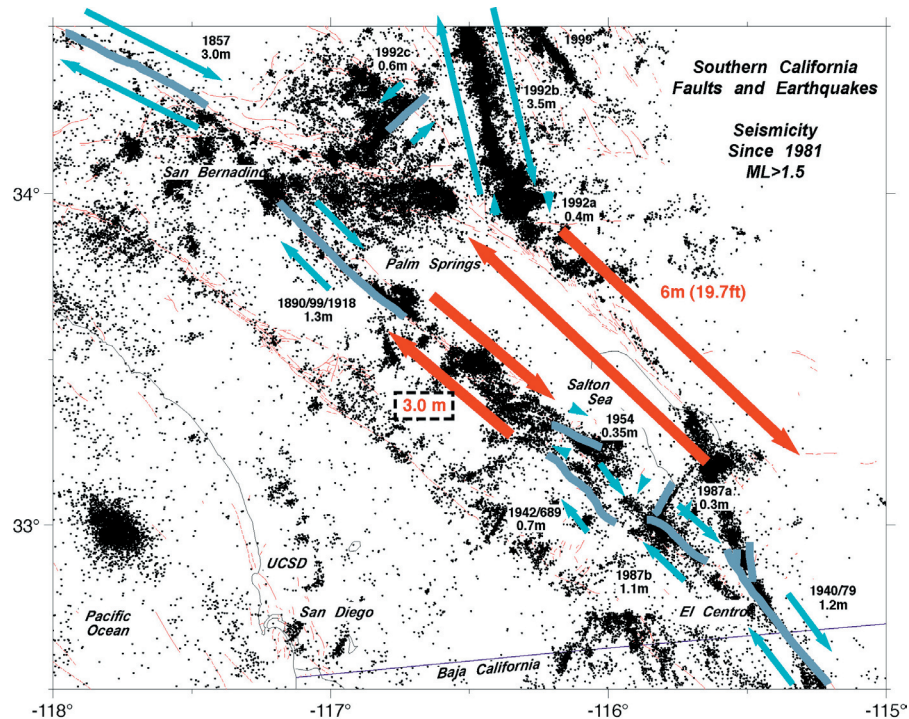 1857
3.0m
1992c
0.6m
1999
1992b
3.5m
Southern California
Faults and Earthquakes
Seismicity
Since 1981
ML>1.5
San Bernadino
34°
1992a
0.4m
Palm Springs
6m (19.7ft)
1890/99/1918
1.3m
3.0 m
Salton
Sea
1954
0.35m
1987a
0.3m
33°
1942/689
0.7m
1987b
1.1m
UCSD
San Diego
Pacific
Ocean
El Centro
1940/79
1.2m
Baja California
-118°
-117°
-116°
-115°